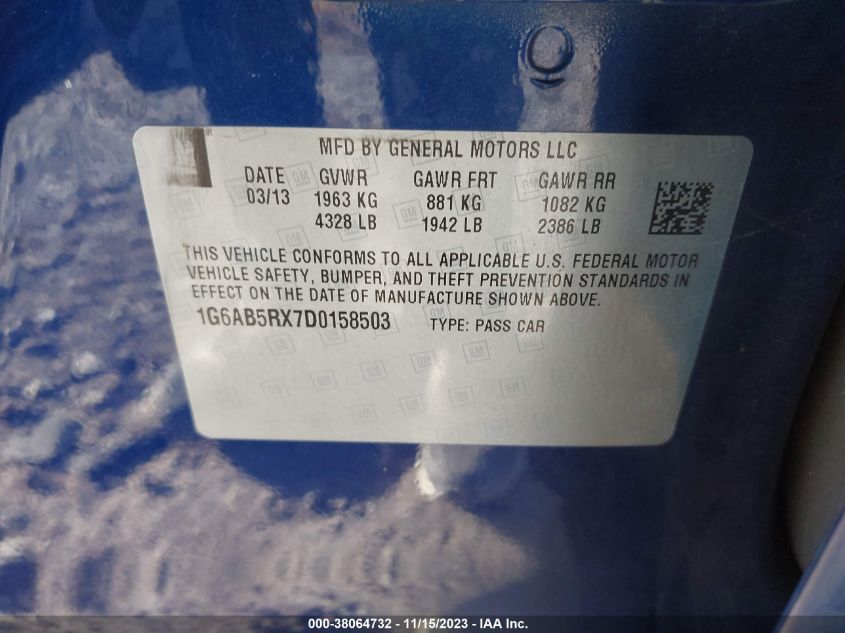 MFD BY GENERAL MOTORS LLC
DATE GVWR GAWR FRT GAWR RR
03/13 1963 KG 881 KG 1082 KG
4328 LB 1942 LB 2386 LB
THIS VEHICLE CONFORMS TO ALL APPLICABLE U.S. FEDERAL MOTOR
VEHICLE SAFETY, BUMPER, AND THEFT PREVENTION STANDARDS IN
EFFECT ON THE DATE OF MANUFACTURE SHOWN ABOVE.
1G6AB5RX7D0158503 TYPE: PASS CAR
000-38064732 - 11/15/2023 - IAA Inc.